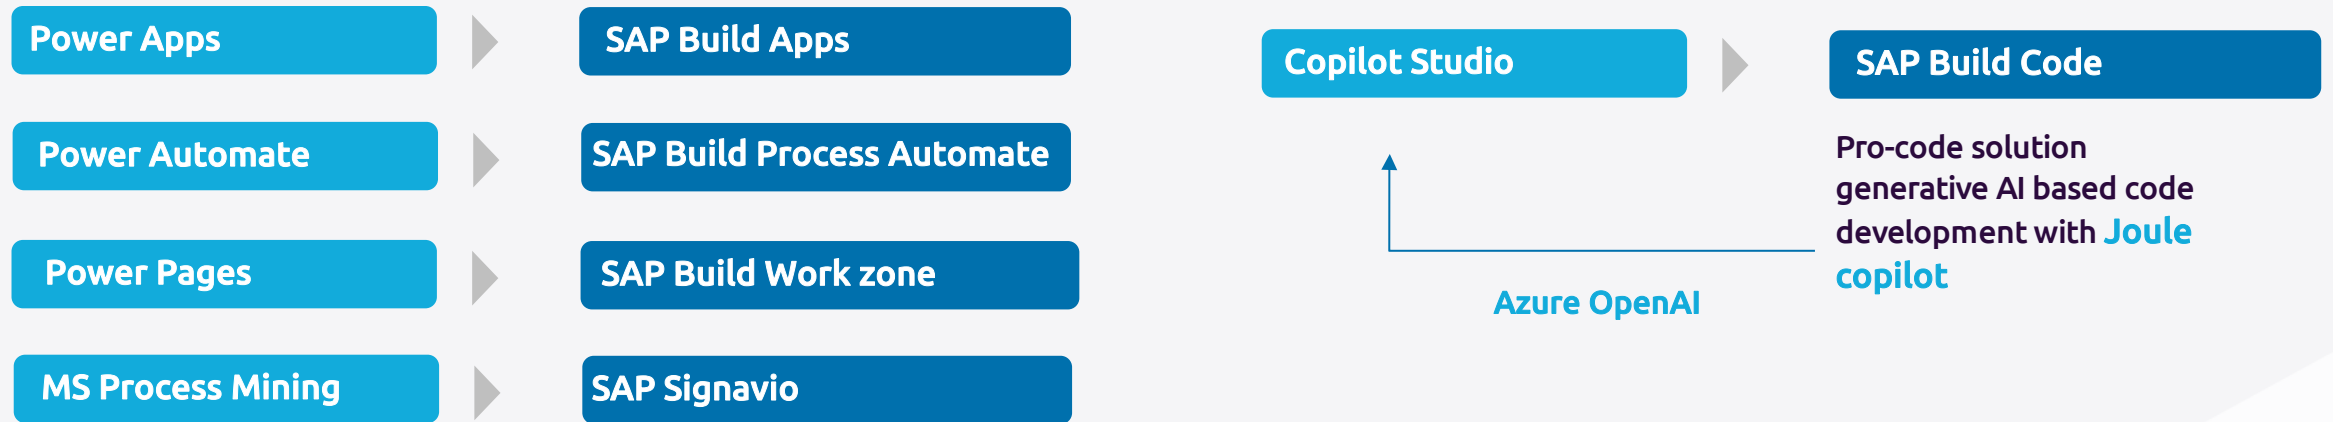 Power Apps
SAP Build Apps
Power Automate
SAP Build Process Automate
Power Pages
SAP Build Work zone
MS Process Mining
SAP Signavio
Copilot Studio
SAP Build Code
Pro-code solution
generative AI based code
development with Joule
copilot
Azure OpenAI